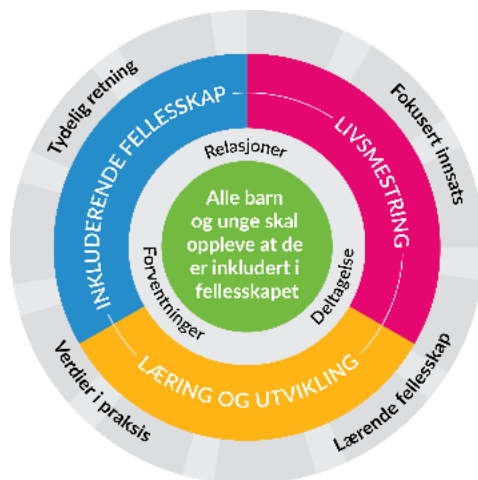 Tydelig retning
Fokusert innsats
INKLUDERENDE FELLESSKAP
LIVSMESTRING
Relasjoner
Alle barn
og unge skal
oppleve at de
er inkludert i
fellesskapet
Forventninger
Deltagelse
LÆRING OG UTVIKLING
Verdier i praksis
Lærende fellesskap